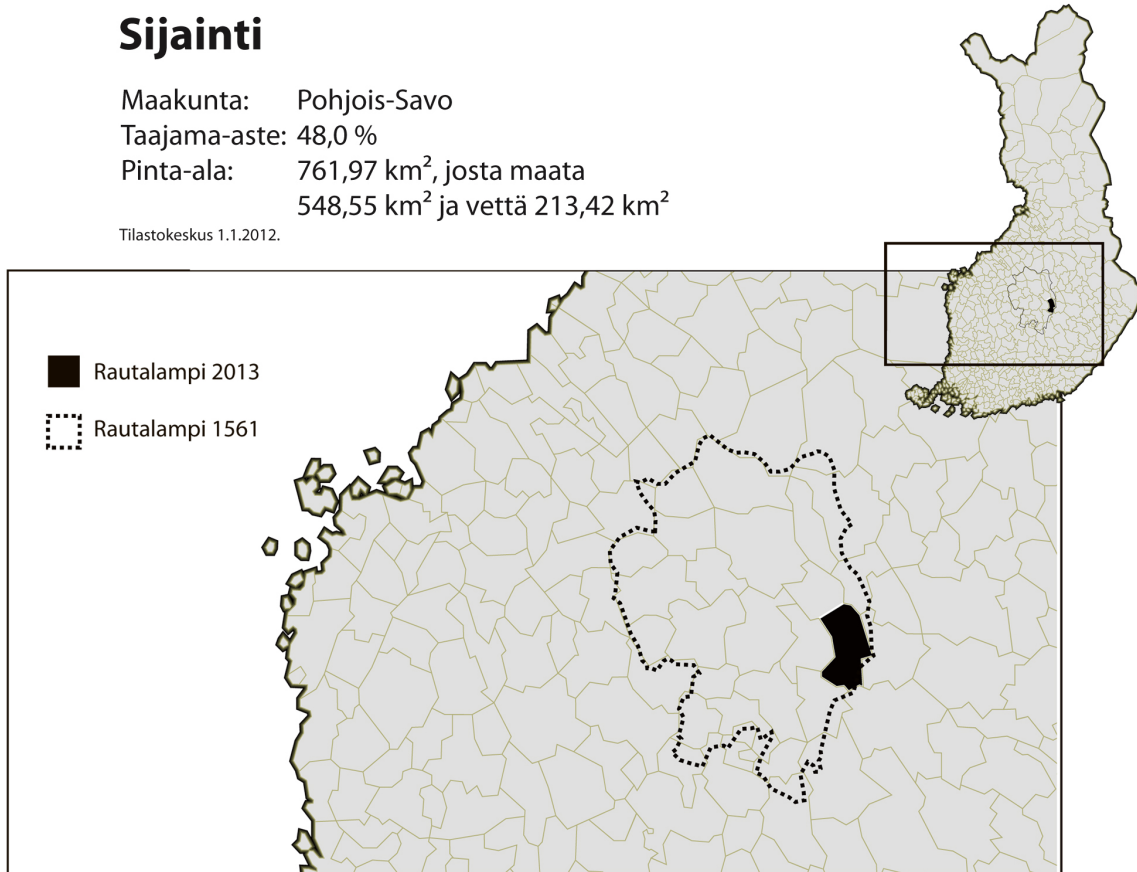 Sijainti
Maakunta: Pohjois-Savo
Taajama-aste: 48,0 %
Pinta-ala: 761,97 km², josta maata
548,55 km² ja vettä 213,42 km²
Tilastokeskus 1.1.2012.
Rautalampi 2013
Rautalampi 1561